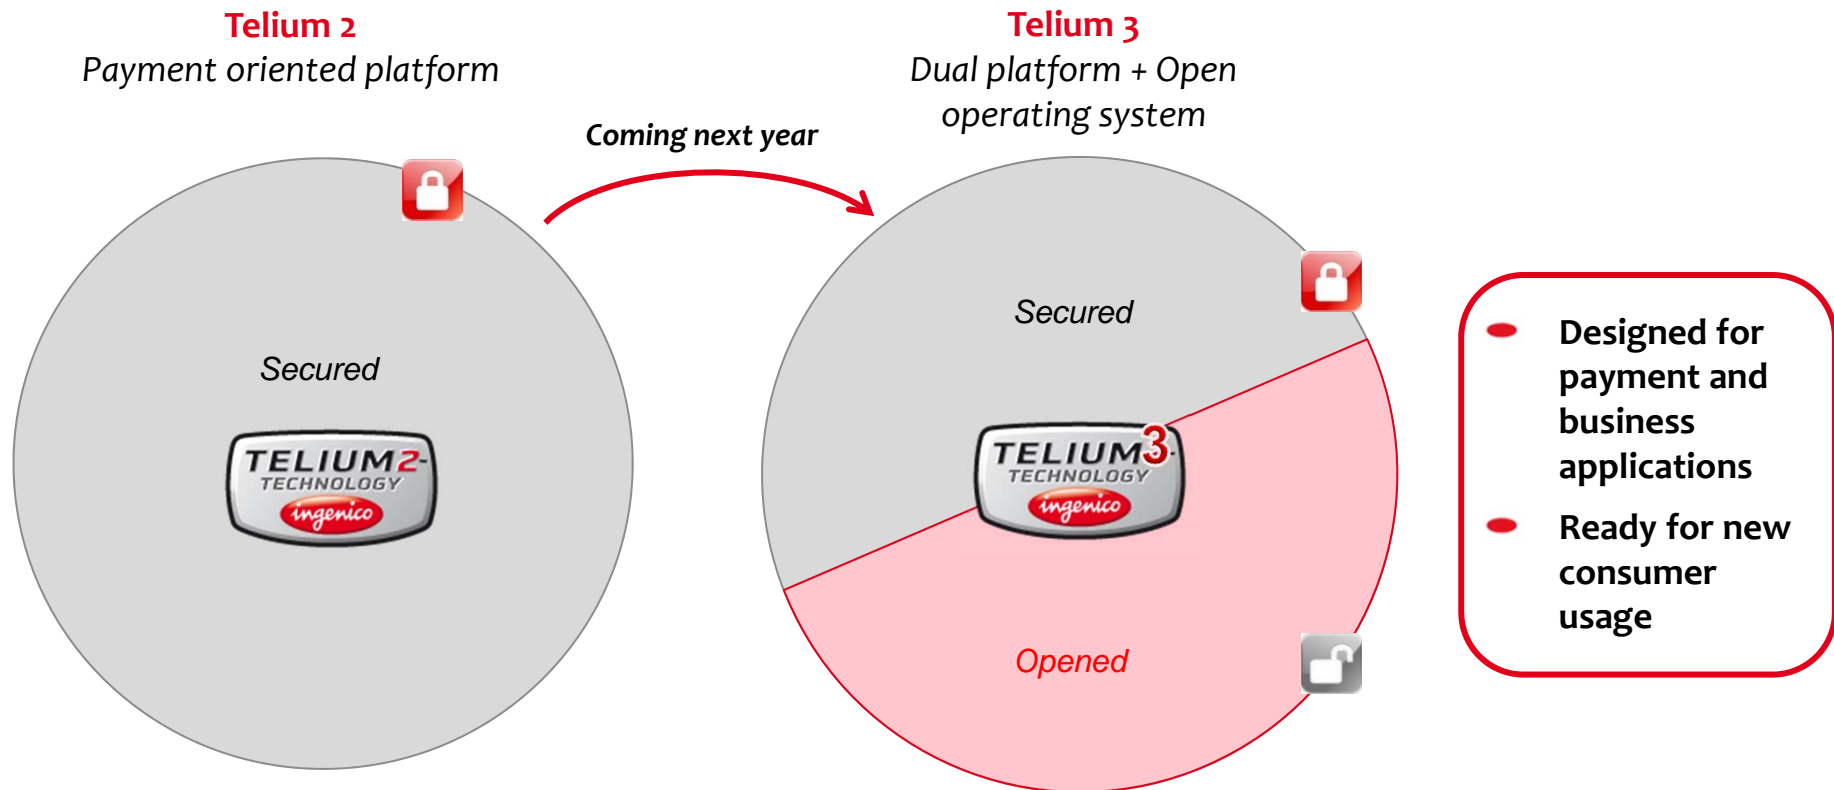 Telium 2
Payment oriented platform
Coming next year
Telium 3
Dual platform + Open
operating system
Secured
TELIUM2
TECHNOLOGY
ingenico
Secured
TELIUM3
TECHNOLOGY
ingenico
Opened
Designed for
payment and
business
applications
Ready for new
consumer
usage